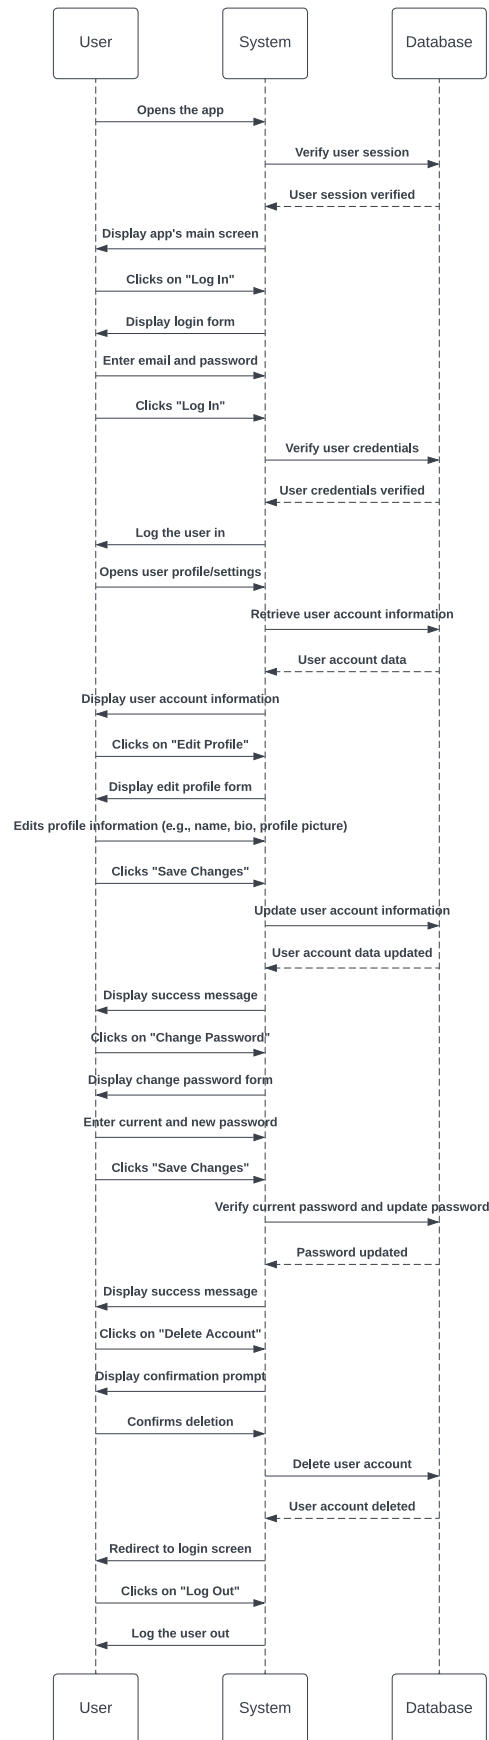 User
System
Database
Opens the app
Verify user session
User session verified
Display app's main screen
Clicks on "Log In"
Display login form
Enter email and password
Clicks "Log In"
Verify user credentials
User credentials verified
Log the user in
Opens user profile/settings
Retrieve user account information
User account data
Display user account information
Clicks on "Edit Profile"
Display edit profile form
Edits profile information (e.g., name, bio, profile picture)
Clicks "Save Changes"
Update user account information
User account data updated
Display success message
Clicks on "Change Password"
Display change password form
Enter current and new password
Clicks "Save Changes"
Verify current password and update password
Password updated
Display success message
Clicks on "Delete Account"
Display confirmation prompt
Confirms deletion
Delete user account
User account deleted
Redirect to login screen
Clicks on "Log Out"
Log the user out
User
System
Database